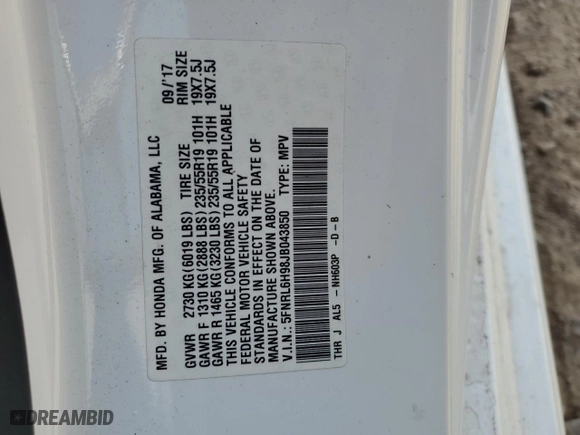 MFD. BY HONDA MFG. OF ALABAMA, LLC 09/'17
GVWR 2730 KG(6019 LBS) TIRE SIZE RIM SIZE
GAWR F 1310 KG(2888 LBS)235/55R19 101H 19X7.5J
GAWR R 1465 KG(3230 LBS)235/55R19 101H 19X7.5J
THIS VEHICLE CONFORMS TO ALL APPLICABLE
FEDERAL MOTOR VEHICLE SAFETY
STANDARDS IN EFFECT ON THE DATE OF
MANUFACTURE SHOWN ABOVE.
V.I.N.: 5FNRL6H98JB043850 TYPE: MPV
THR J AL5 - NH603P -D-B
DREAMBID